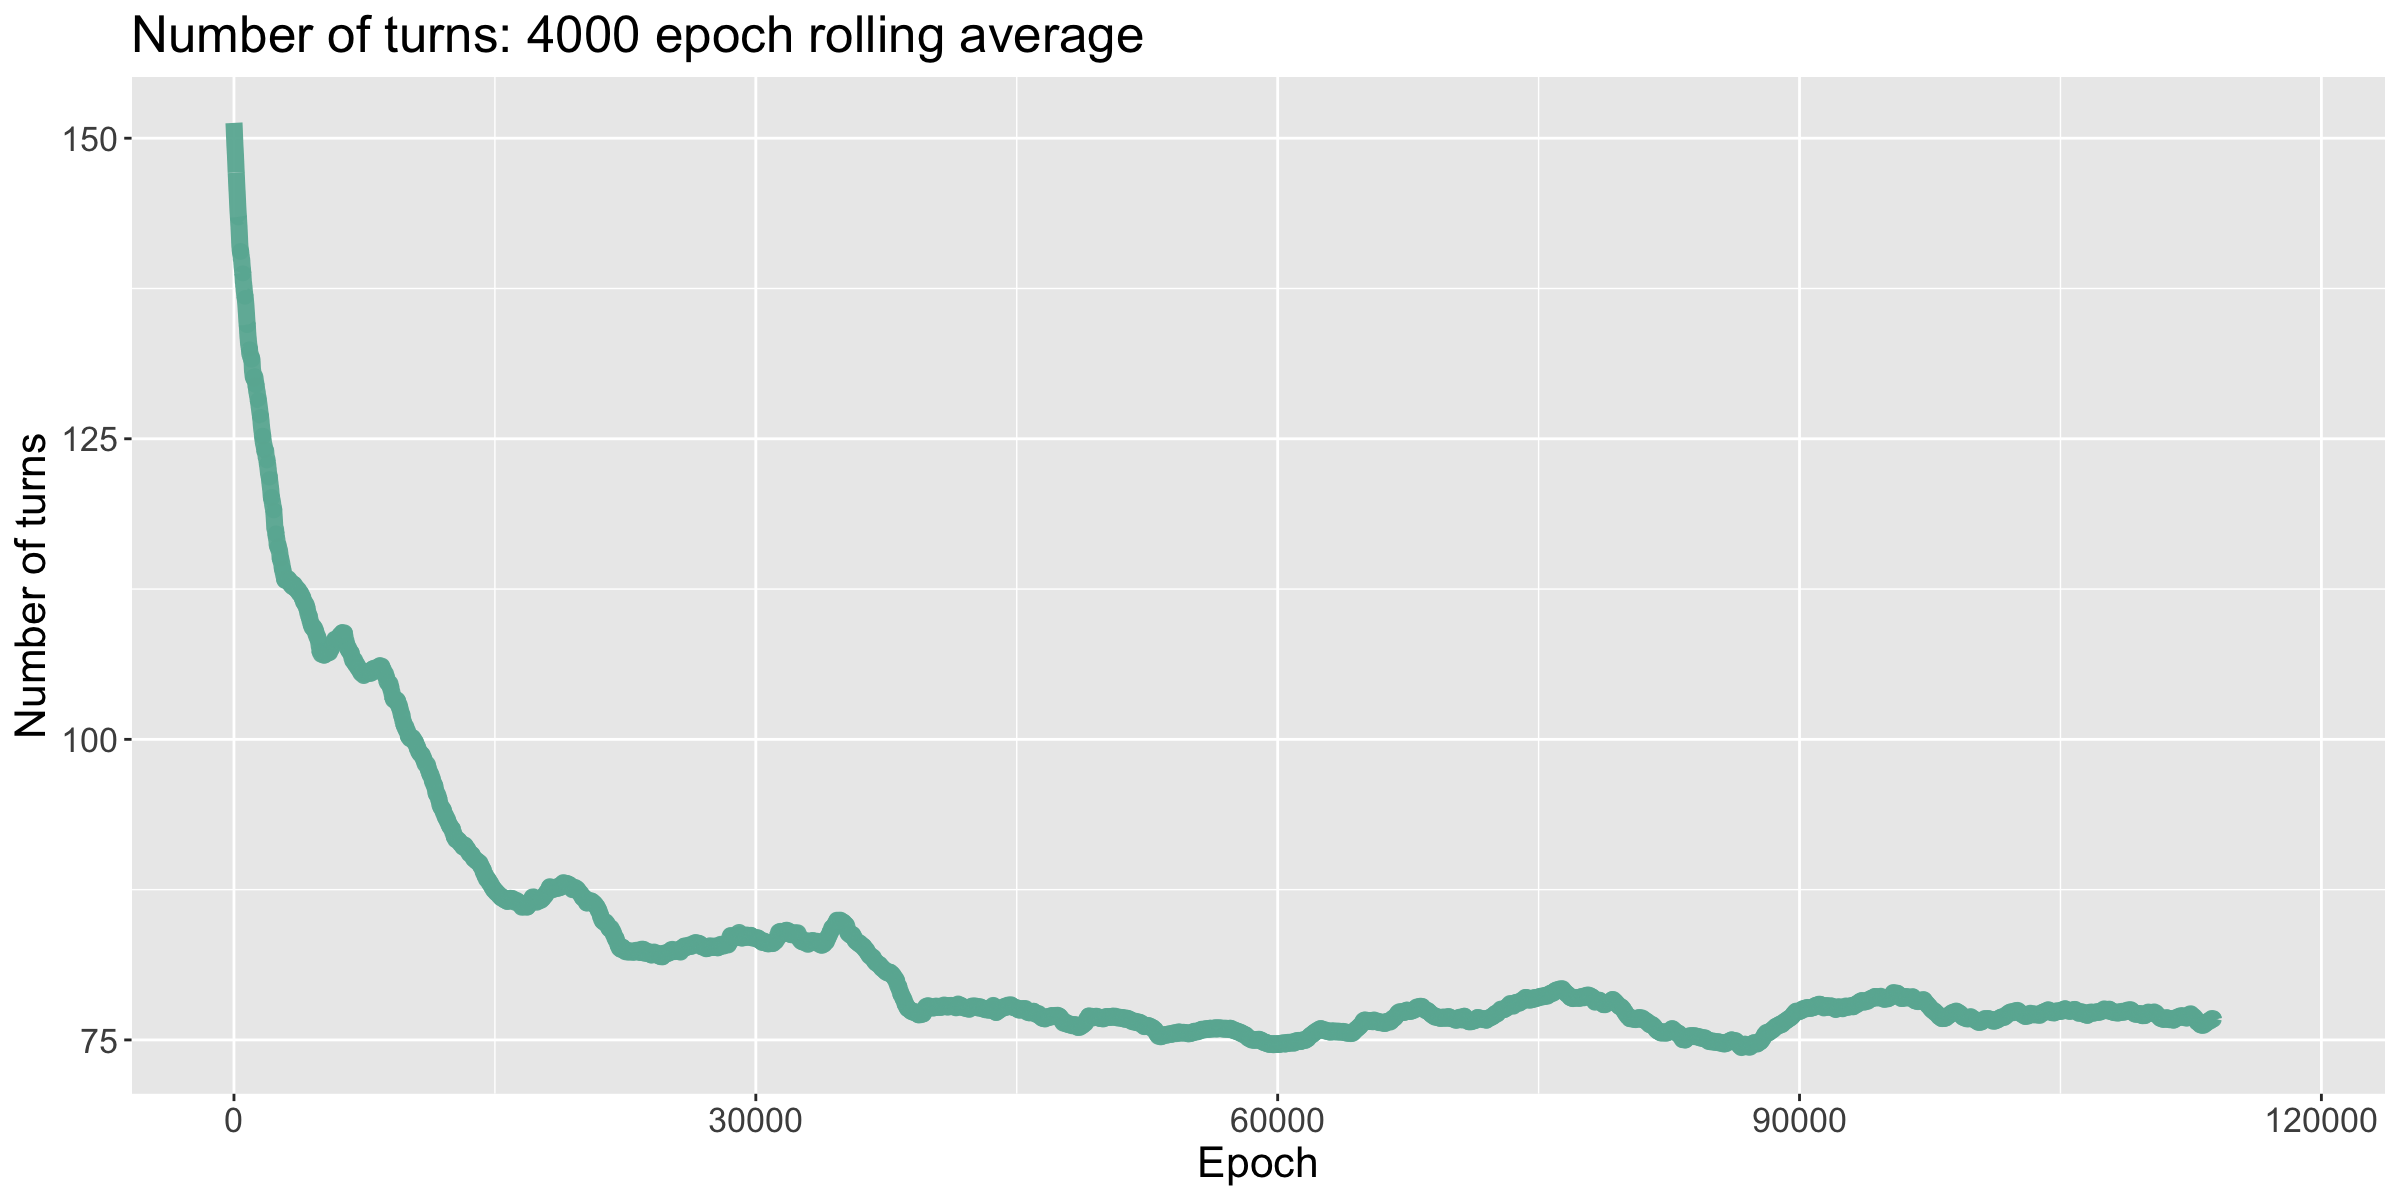 Number of turns: 4000 epoch rolling average
Number of turns
150
125
100
75
0 30000 60000 90000 120000
Epoch